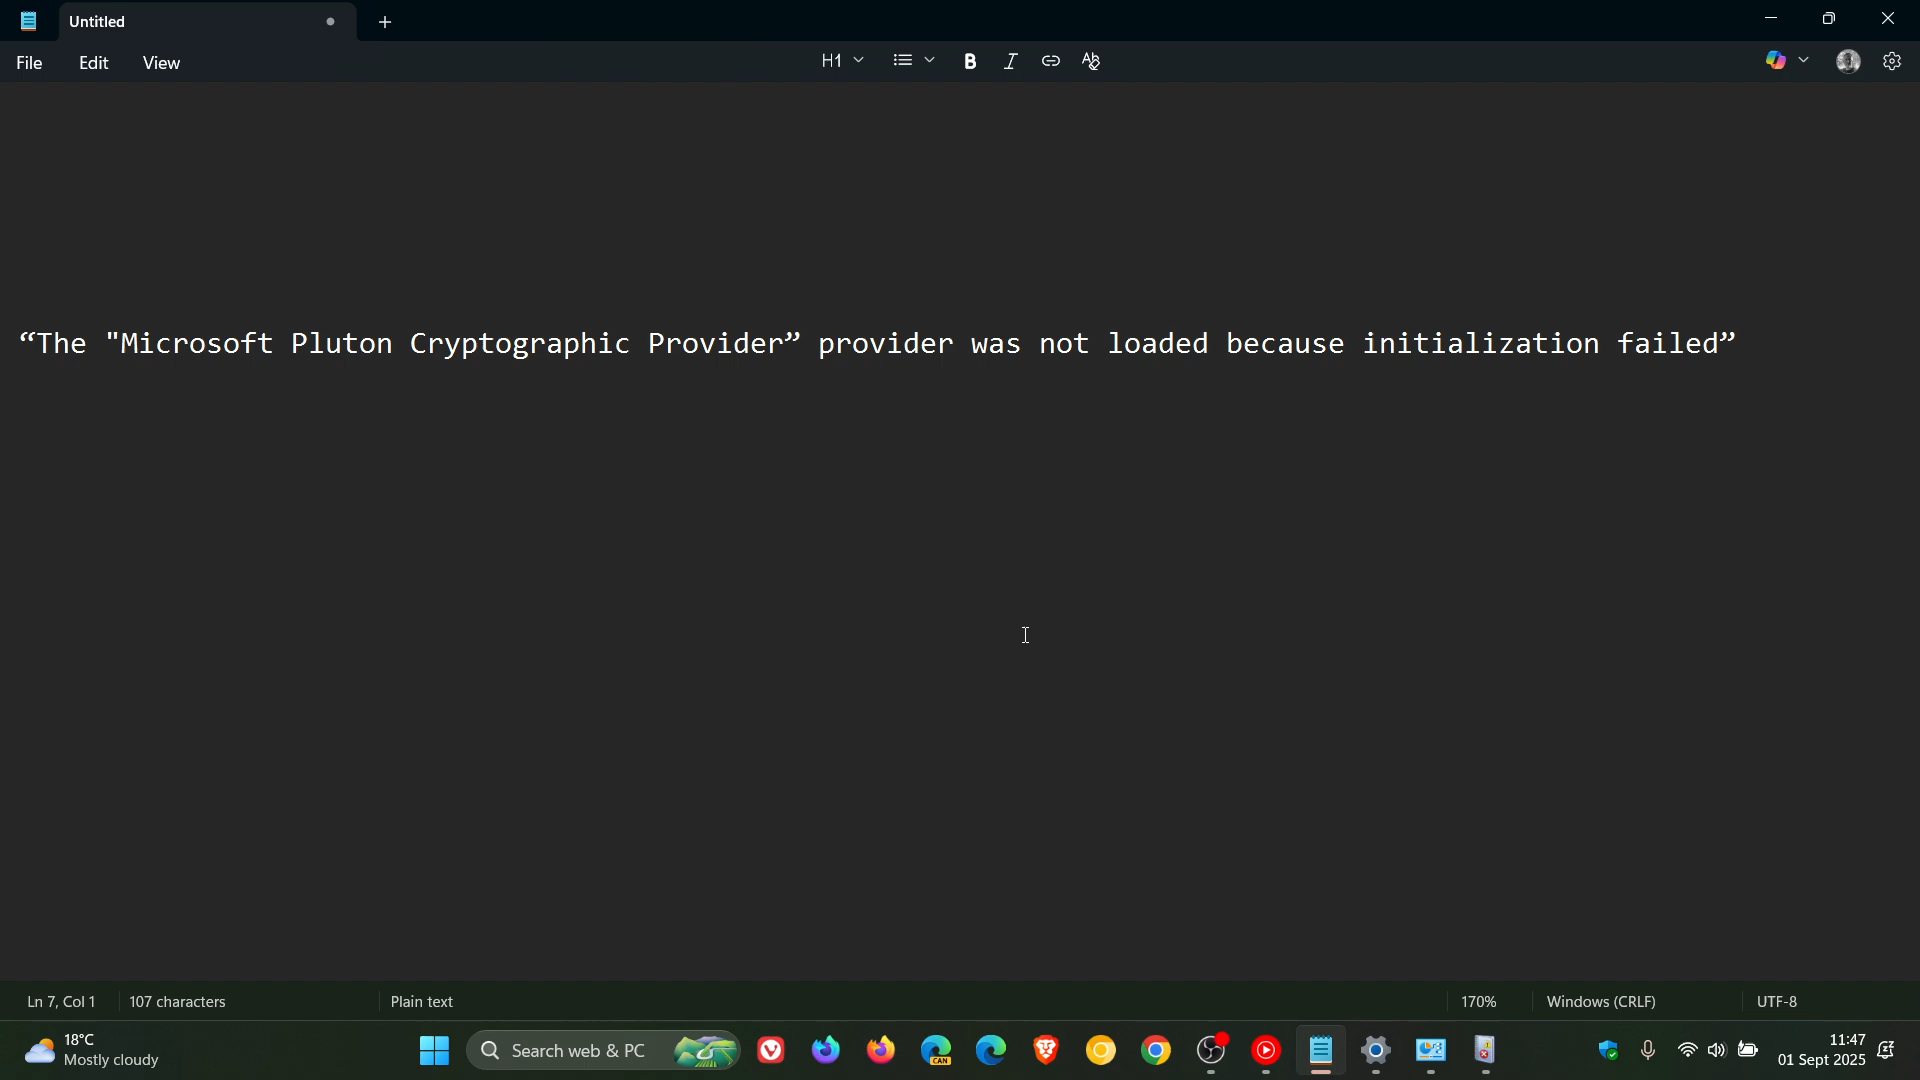 Untitled
File Edit View H1
“The "Microsoft Pluton Cryptographic Provider” provider was not loaded because initialization failed”
Ln 7, Col 1 107 characters Plain text 170% Windows (CRLF) UTF-8
18°C
Mostly cloudy
Search web & PC
CAN
11:47
01 Sept 2025